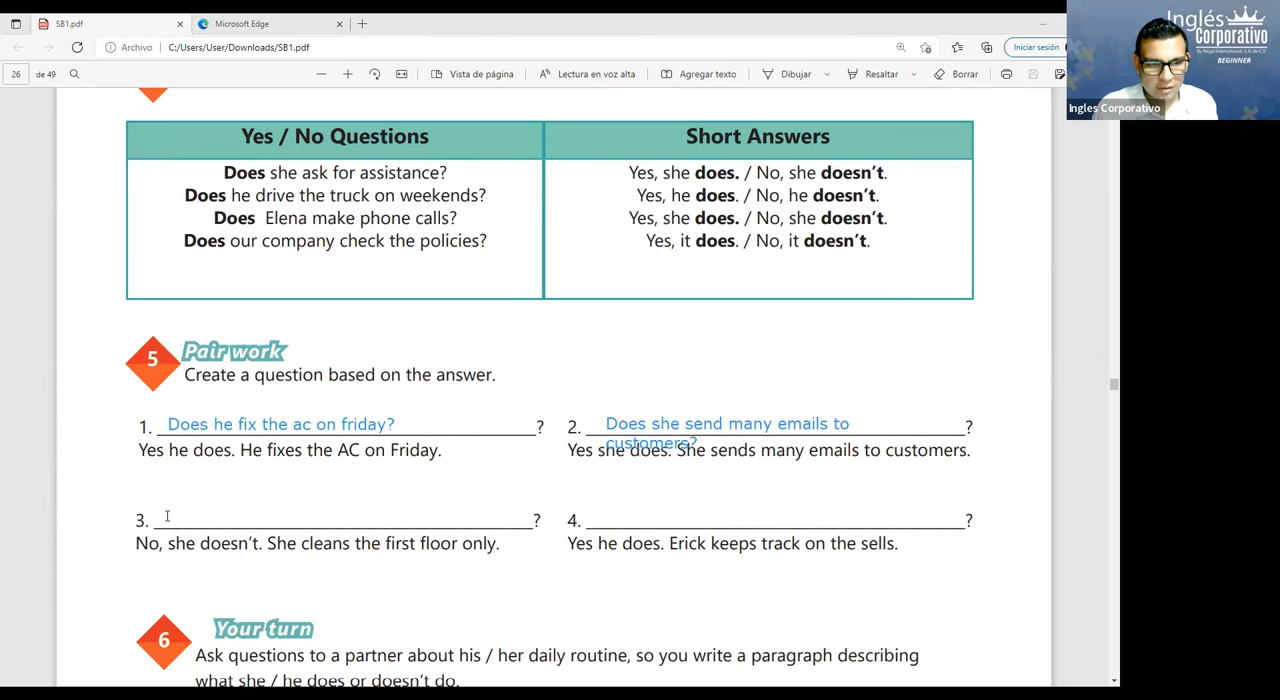 SB1.pdf
Microsoft Edge
Archivo
C:/Users/User/Downloads/SB1.pdf
Iniciar sesión
26
de 49
Vista de página
Lectura en voz alta
Agregar texto
Dibujar
Resaltar
Borrar
Inglés
Corporativo
By Regal International, S.A. de C.V.
BEGINNER
Ingles Corporativo
Yes / No Questions
Short Answers
Does she ask for assistance?
Yes, she does. / No, she doesn't.
Does he drive the truck on weekends?
Yes, he does. / No, he doesn't.
Does Elena make phone calls?
Yes, she does. / No, she doesn't.
Does our company check the policies?
Yes, it does. / No, it doesn't.
5
Pair work
Create a question based on the answer.
1. Does he fix the ac on friday? ?
Yes he does. He fixes the AC on Friday.
2. Does she send many emails to ?
customers?
Yes she does. She sends many emails to customers.
3. ?
No, she doesn't. She cleans the first floor only.
4. ?
Yes he does. Erick keeps track on the sells.
6
Your turn
Ask questions to a partner about his / her daily routine, so you write a paragraph describing
what she / he does or doesn't do.